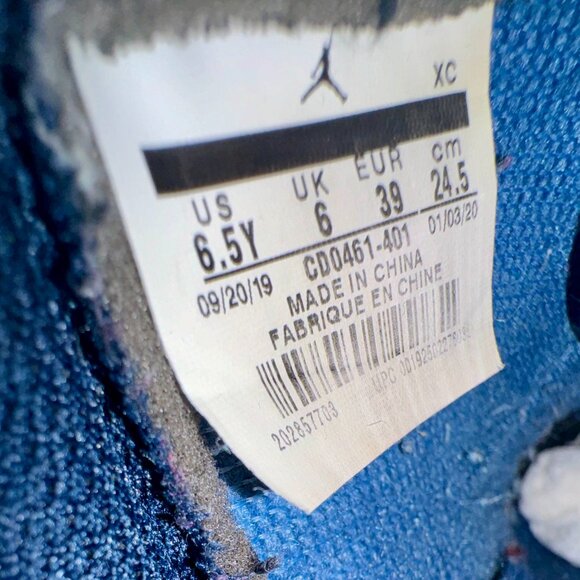 XC
US UK EUR cm
6.5Y 6 39 24.5
09/20/19 01/03/20
CD0461-401
MADE IN CHINA
FABRIQUE EN CHINE
202857703
UPC